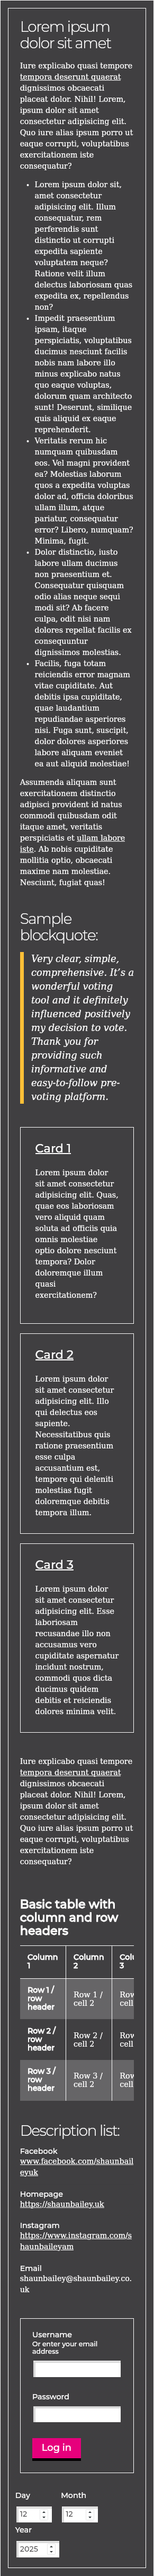 Lorem ipsum
dolor sit amet
Iure explicabo quasi tempore
tempora deserunt quaerat
dignissimos obcaecati
placeat dolor. Nihil! Lorem,
ipsum dolor sit amet
consectetur adipisicing elit.
Quo iure alias ipsum porro ut
eaque corrupti, voluptatibus
exercitationem iste
consequatur?
• Lorem ipsum dolor sit,
amet consectetur
adipisicing elit. Illum
consequatur, rem
perferendis sunt
distinctio ut corrupti
expedita sapiente
voluptatem neque?
Ratione velit illum
delectus laboriosam quas
expedita ex, repellendus
non?
• Impedit praesentium
ipsam, itaque
perspiciatis, voluptatibus
ducimus nesciunt facilis
nobis nam labore illo
minus explicabo natus
quo eaque voluptas,
dolorum quam architecto
sunt! Deserunt, similique
quis aliquid ex eaque
reprehenderit.
• Veritatis rerum hic
numquam quibusdam
eos. Vel magni provident
ea? Molestias laborum
quos a expedita voluptas
dolor ad, officia doloribus
ullam illum, atque
pariatur, consequatur
error? Libero, numquam?
Minima, fugit.
• Dolor distinctio, iusto
labore ullam ducimus
non praesentium et.
Consequatur quisquam
odio alias neque sequi
modi sit? Ab facere
culpa, odit nisi nam
dolores repellat facilis ex
consequuntur
dignissimos molestias.
• Facilis, fuga totam
reiciendis error magnam
vitae cupiditate. Aut
debitis ipsa cupiditate,
quae laudantium
repudiandae asperiores
nisi. Fuga sunt, suscipit,
dolor dolores asperiores
labore aliquam eveniet
ea aut aliquid molestiae!
Assumenda aliquam sunt
exercitationem distinctio
adipisci provident id natus
commodi quibusdam odit
itaque amet, veritatis
perspiciatis et ullam labore
iste. Ab nobis cupiditate
mollitia optio, obcaecati
maxime nam molestiae.
Nesciunt, fugiat quas!
Sample
blockquote:
Very clear, simple,
comprehensive. It’s a
wonderful voting
tool and it definitely
influenced positively
my decision to vote.
Thank you for
providing such
informative and
easy-to-follow pre-
voting platform.
Card 1
Lorem ipsum dolor
sit amet consectetur
adipisicing elit. Quas,
quae eos laboriosam
vero aliquid quam
soluta ad officiis quia
omnis molestiae
optio dolore nesciunt
tempora? Dolor
doloremque illum
quasi
exercitationem?
Card 2
Lorem ipsum dolor
sit amet consectetur
adipisicing elit. Illo
qui delectus eos
sapiente.
Necessitatibus quis
ratione praesentium
esse culpa
accusantium est,
tempore qui deleniti
molestias fugit
doloremque debitis
tempora illum.
Card 3
Lorem ipsum dolor
sit amet consectetur
adipisicing elit. Esse
laboriosam
recusandae illo non
accusamus vero
cupiditate aspernatur
incidunt nostrum,
commodi quos dicta
ducimus quidem
debitis et reiciendis
dolores minima velit.
Iure explicabo quasi tempore
tempora deserunt quaerat
dignissimos obcaecati
placeat dolor. Nihil! Lorem,
ipsum dolor sit amet
consectetur adipisicing elit.
Quo iure alias ipsum porro ut
eaque corrupti, voluptatibus
exercitationem iste
consequatur?
Basic table with
column and row
headers
Column 1 Column 2 Colu 3
Row 1 / row header Row 1 / cell 2 Row cell
Row 2 / row header Row 2 / cell 2 Row cell
Row 3 / row header Row 3 / cell 2 Row cell
Description list:
Facebook
www.facebook.com/shaunbail
eyuk
Homepage
https://shaunbailey.uk
Instagram
https://www.instagram.com/s
haunbaileyam
Email
shaunbailey@shaunbailey.co.
uk
Username
Or enter your email
address
Password
Log in
Day Month
12 12
Year
2025